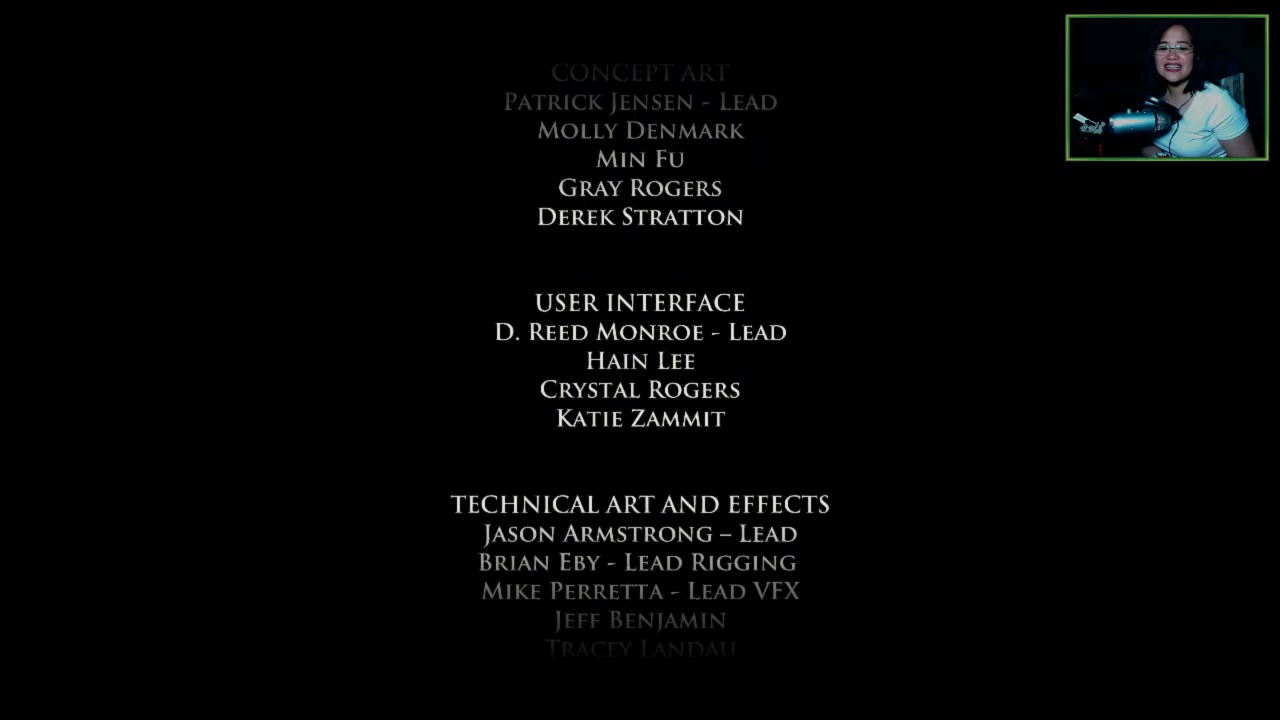 CONCEPT ART
PATRICK JENSEN - LEAD
MOLLY DENMARK
MIN FU
GRAY ROGERS
DEREK STRATTON
USER INTERFACE
D. REED MONROE - LEAD
HAIN LEE
CRYSTAL ROGERS
KATIE ZAMMIT
TECHNICAL ART AND EFFECTS
JASON ARMSTRONG – LEAD
BRIAN EBY - LEAD RIGGING
MIKE PERRETTA - LEAD VFX
JEFF BENJAMIN
TRACEY LANDAU